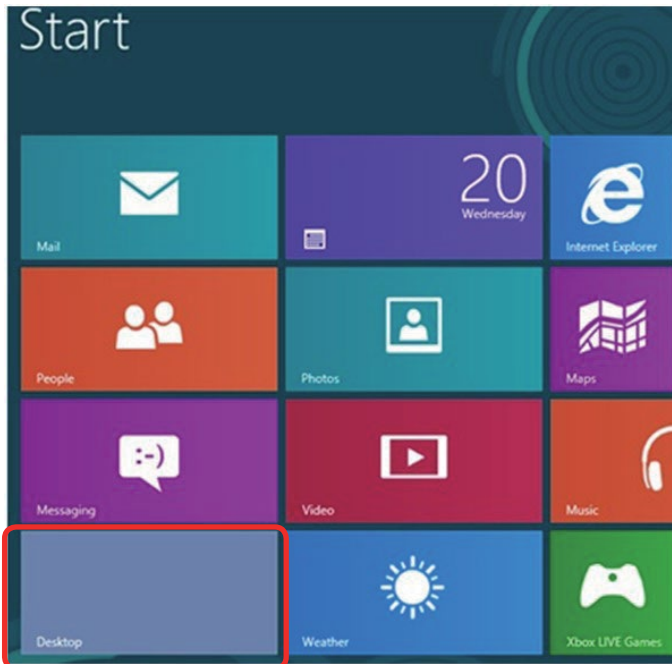 Start
20
Wednesday
Mail
Internet Explorer
People
Photos
Maps
:-)
Messaging
Video
Music
Desktop
Weather
Xbox LIVE Games